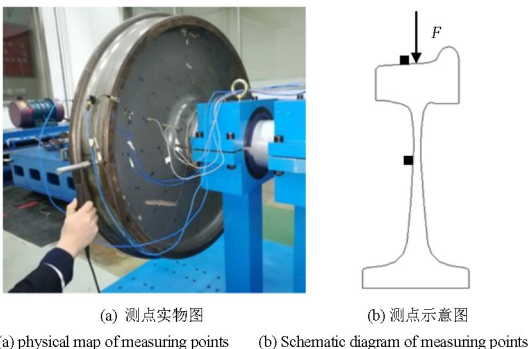 F
(a) 测点实物图
(b) 测点示意图
(a) physical map of measuring points
(b) Schematic diagram of measuring points